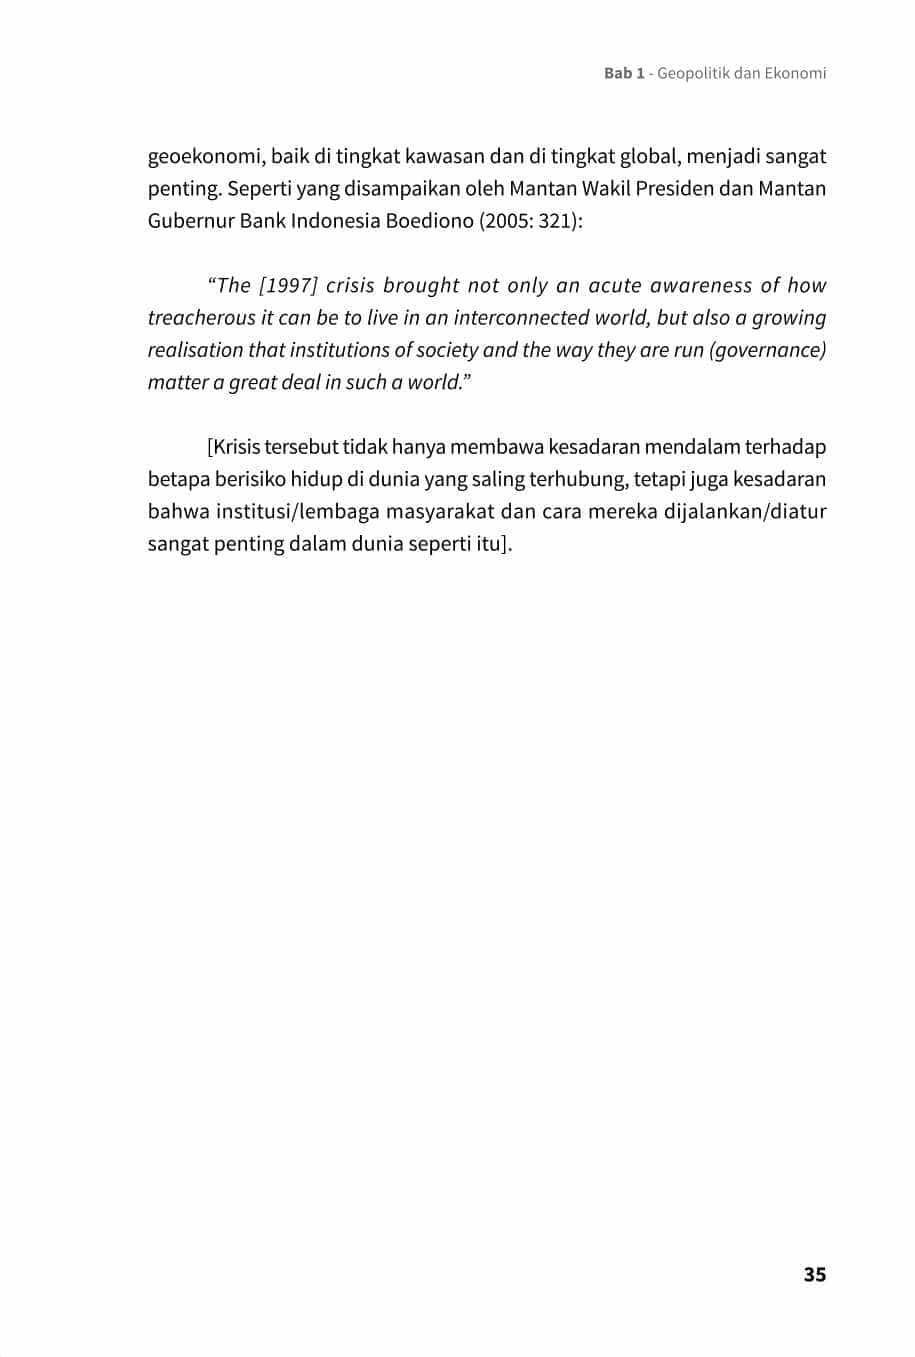 Bab 1 - Geopolitik dan Ekonomi
geoekonomi, baik di tingkat kawasan dan di tingkat global, menjadi sangat
penting. Seperti yang disampaikan oleh Mantan Wakil Presiden dan Mantan
Gubernur Bank Indonesia Boediono (2005: 321):
“The [1997] crisis brought not only an acute awareness of how
treacherous it can be to live in an interconnected world, but also a growing
realisation that institutions of society and the way they are run (governance)
matter a great deal in such a world.”
[Krisis tersebut tidak hanya membawa kesadaran mendalam terhadap
betapa berisiko hidup di dunia yang saling terhubung, tetapi juga kesadaran
bahwa institusi/lembaga masyarakat dan cara mereka dijalankan/diatur
sangat penting dalam dunia seperti itu].
35